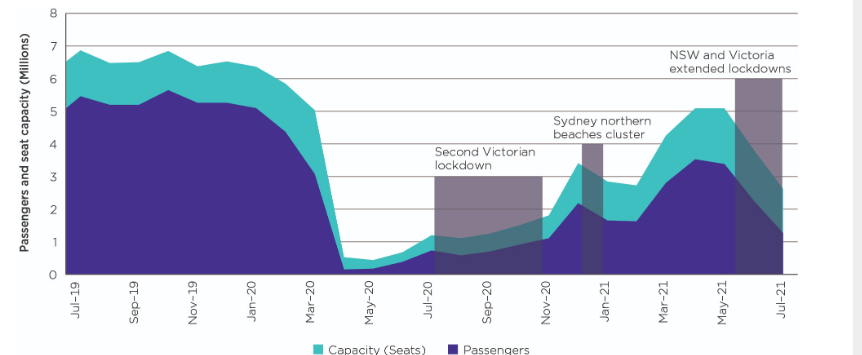 Passengers and seat capacity (Millions)
8
7
6
5
4
3
2
1
0
NSW and Victoria
extended lockdowns
Sydney northern
beaches cluster
Second Victorian
lockdown
Jul–19
Sep–19
Nov–19
Jan–20
Mar–20
May–20
Jul–20
Sep–20
Nov–20
Jan–21
Mar–21
May–21
Jul–21
Capacity (Seats)
Passengers